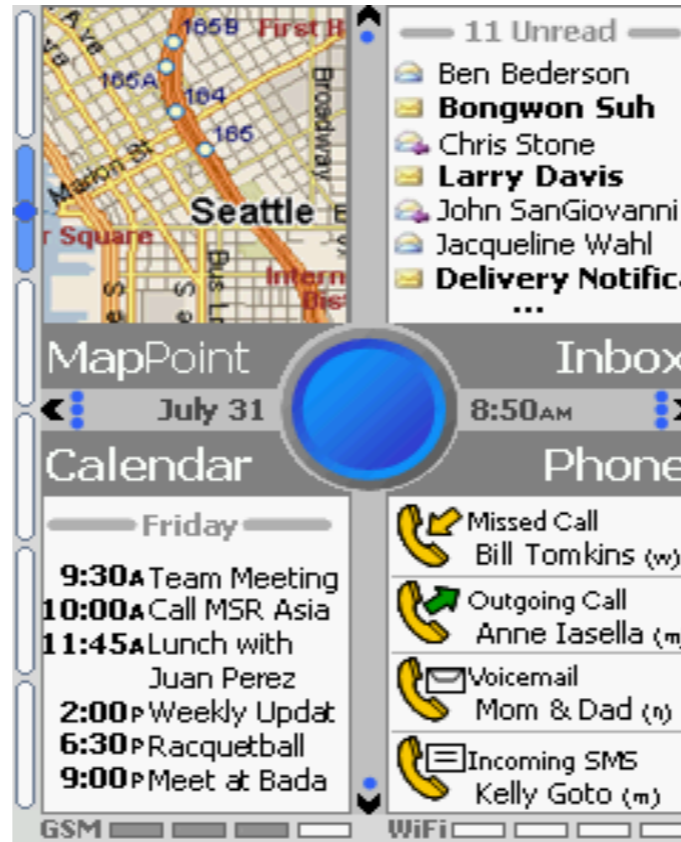 165B
First H
165A
164
165
Broadway
Marion St
Seattle
r Square
Bus Ln
Intern
Dist
MapPoint
11 Unread
Ben Bederson
Bongwon Suh
Chris Stone
Larry Davis
John SanGiovanni
Jacqueline Wahl
Delivery Notifica
...
Inbox
July 31
8:50AM
Calendar
Friday
9:30A Team Meeting
10:00A Call MSR Asia
11:45A Lunch with
Juan Perez
2:00P Weekly Updat
6:30P Racquetball
9:00P Meet at Bada
Phone
Missed Call
Bill Tomkins (w)
Outgoing Call
Anne Iasella (m)
Voicemail
Mom & Dad (h)
Incoming SMS
Kelly Goto (m)
GSM
WiFi